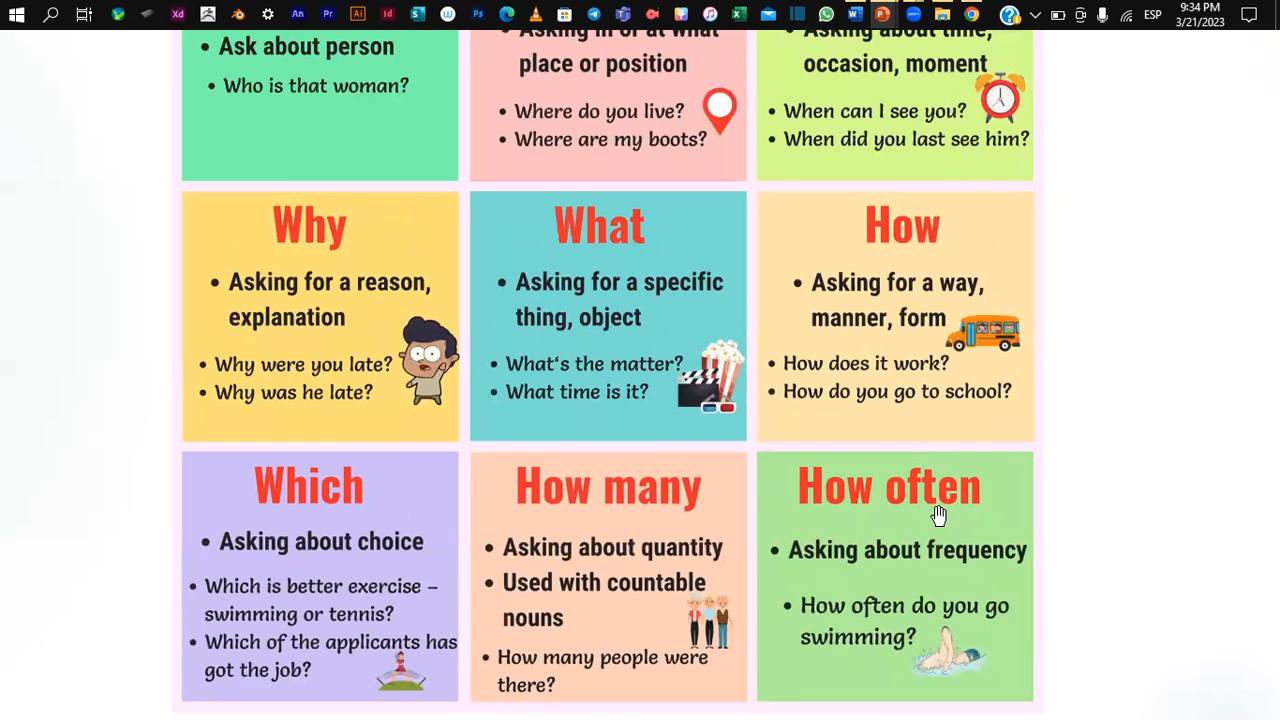 9:34 PM
ESP
3/21/2023
Ask about person
Who is that woman?
Asking in or at what
place or position
Where do you live?
Where are my boots?
Asking about time,
occasion, moment
When can I see you?
When did you last see him?
Why
Asking for a reason,
explanation
Why were you late?
Why was he late?
What
Asking for a specific
thing, object
What's the matter?
What time is it?
How
Asking for a way,
manner, form
How does it work?
How do you go to school?
Which
Asking about choice
Which is better exercise –
swimming or tennis?
Which of the applicants has
got the job?
How many
Asking about quantity
Used with countable
nouns
How many people were
there?
How often
Asking about frequency
How often do you go
swimming?